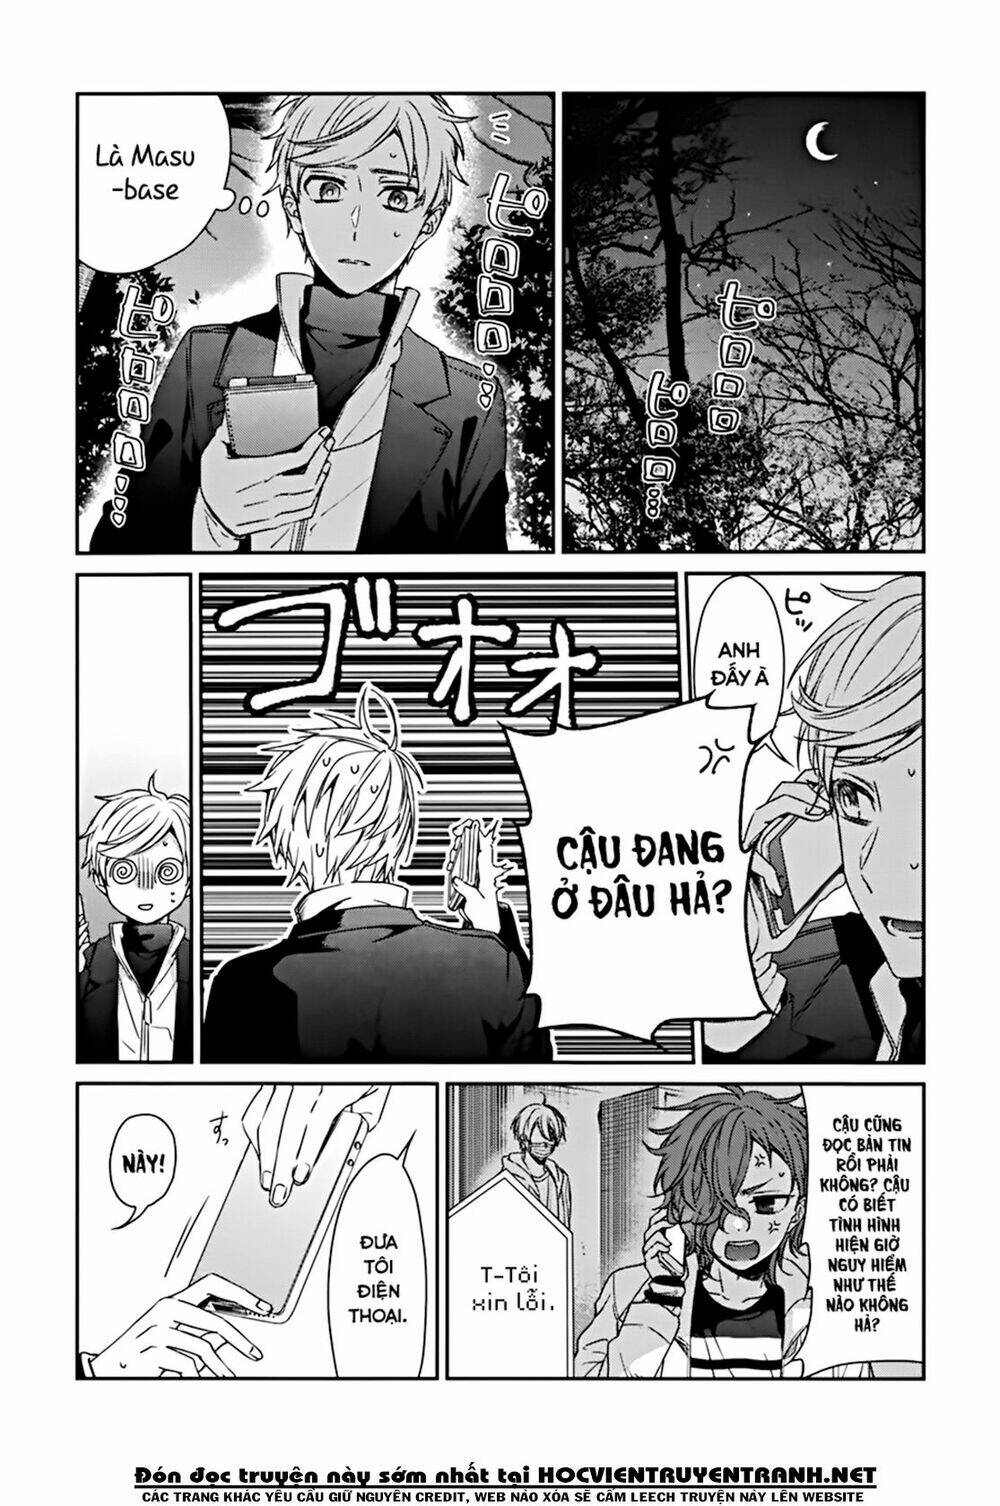 ピロロロロ…
ピロロロ…
Là Masu
-base
ピロロロロ…
ピロロロロ…
ピッ
ANH
ĐẤY À
CẬU ĐANG
Ở ĐÂU HẢ?
ゴオオ
CẬU CŨNG
ĐỌC BẢN TIN
RỒI PHẢI
KHÔNG? CẬU
CÓ BIẾT
TÌNH HÌNH
HIỆN GIỜ
NGUY HIỂM
NHƯ THẾ
NÀO KHÔNG
HẢ?
T-Tôi
xin lỗi.
ĐƯA
TÔI
ĐIỆN
THOẠI.
すっ
NÀY!
Đón đọc truyện này sớm nhất tại HOCVIENTRUYENTRANH.NET
CÁC TRANG KHÁC YÊU CẦU GIỮ NGUYÊN CREDIT, WEB NÀO XÓA SẼ CẤM LEECH TRUYỆN NÀY LÊN WEBSITE